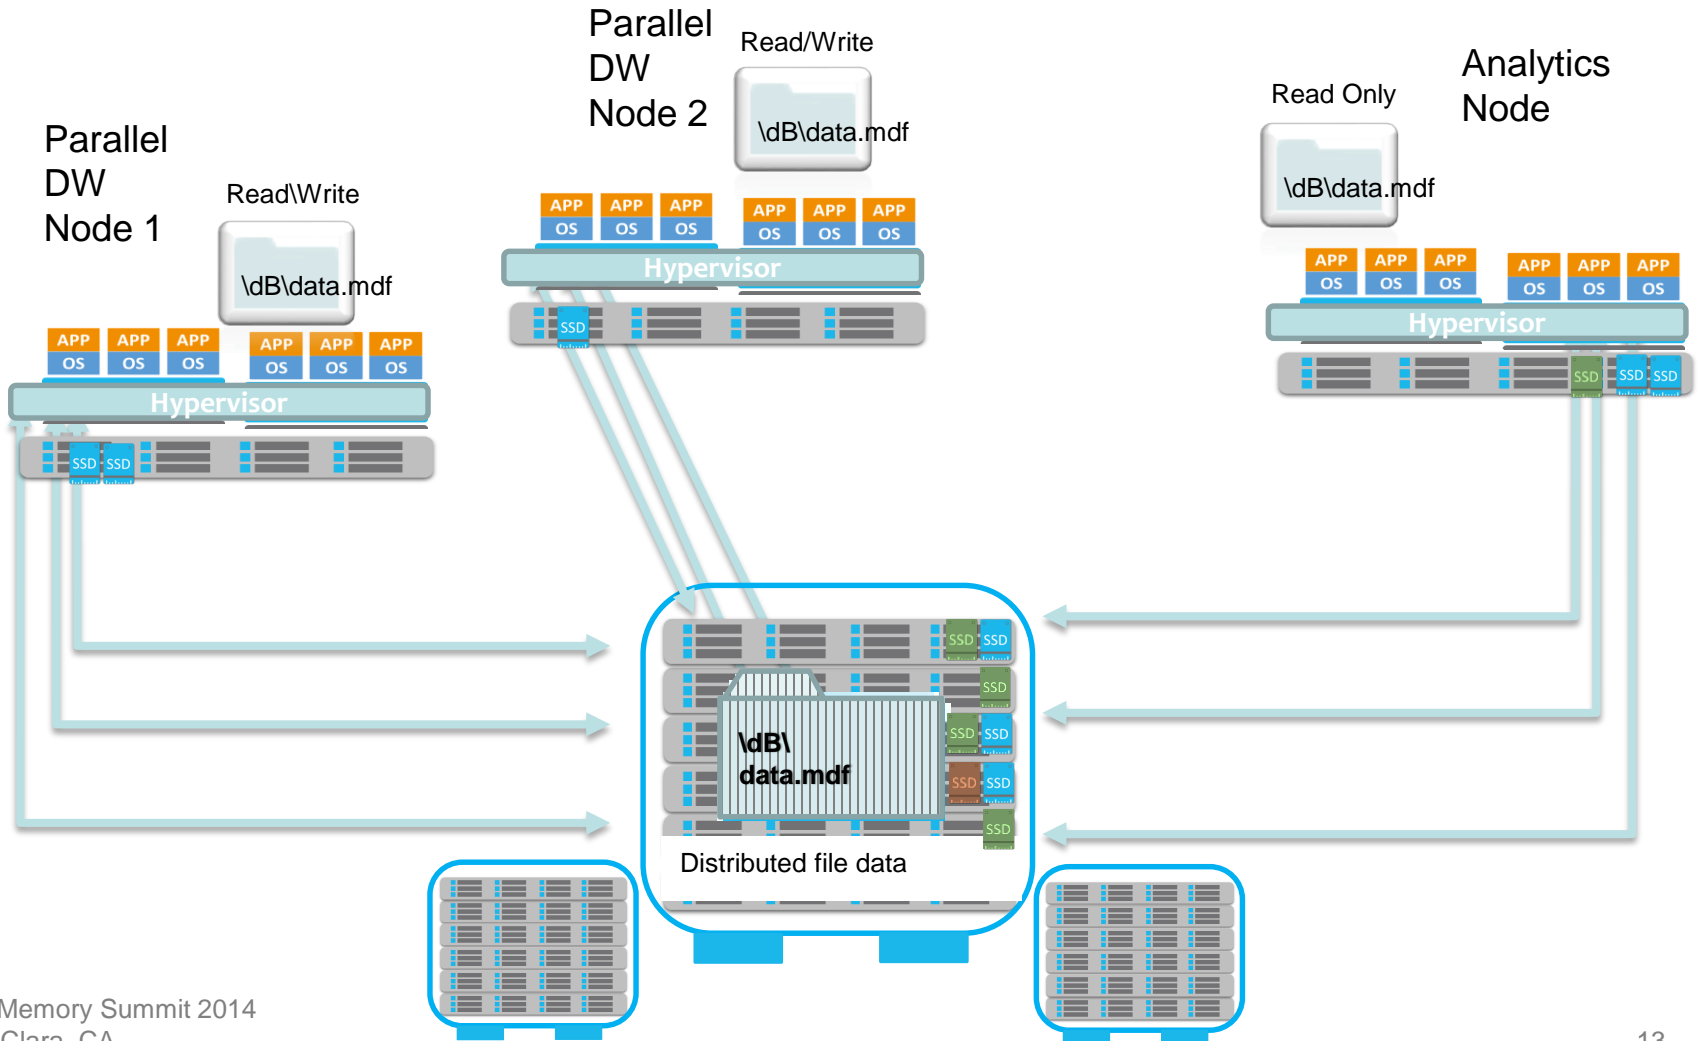 Parallel
DW
Node 1
Read\Write
\dB\data.mdf
APP APP APP APP APP APP
OS OS OS OS OS OS
Hypervisor
SSD SSD
Parallel
DW
Node 2
Read/Write
\dB\data.mdf
APP APP APP APP APP APP
OS OS OS OS OS OS
Hypervisor
SSD
Analytics
Node
Read Only
\dB\data.mdf
APP APP APP APP APP APP
OS OS OS OS OS OS
Hypervisor
SSD SSD SSD
SSD SSD
SSD
SSD SSD
SSD SSD
SSD
\dB\
data.mdf
Distributed file data
Memory Summit 2014
Clara, CA
13